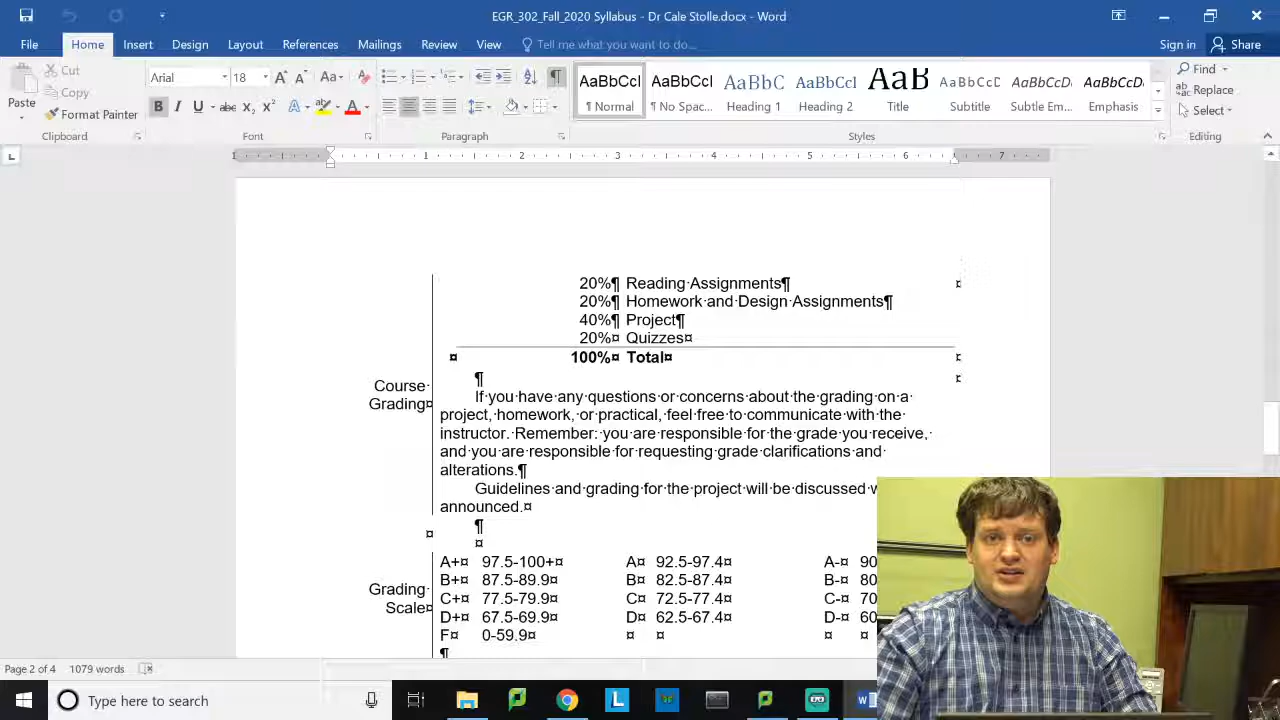 EGR_302_Fall_2020 Syllabus - Dr Cale Stolle.docx - Word
File Home Insert Design Layout References Mailings Review View Tell me what you want to do... Sign in Share
Cut
Copy
Format Painter
Paste
Clipboard
Arial 18
Font
Paragraph
AaBbCcI AaBbCcI AaBbC AaBbCcI AaB AaBbCcD AaBbCcD AaBbCcD
¶ Normal ¶ No Spac... Heading 1 Heading 2 Title Subtitle Subtle Em... Emphasis
Styles
Find
Replace
Select
Editing
1 1 2 3 4 5 6 7
20%¶ Reading·Assignments¶
20%¶ Homework·and·Design·Assignments¶
40%¶ Project¶
20%¤ Quizzes¤
¤ 100%¤ Total¤ ¤
¶
Course·
Grading¤
If·you·have·any·questions·or·concerns·about·the·grading·on·a·
project,·homework,·or·practical,·feel·free·to·communicate·with·the·
instructor.·Remember:·you·are·responsible·for·the·grade·you·receive,·
and·you·are·responsible·for·requesting·grade·clarifications·and·
alterations.¶
Guidelines·and·grading·for·the·project·will·be·discussed
announced.¤
¶
¤
Grading·
Scale¤
A+¤ 97.5-100+¤ A¤ 92.5-97.4¤ A-¤ 90
B+¤ 87.5-89.9¤ B¤ 82.5-87.4¤ B-¤ 80
C+¤ 77.5-79.9¤ C¤ 72.5-77.4¤ C-¤ 70
D+¤ 67.5-69.9¤ D¤ 62.5-67.4¤ D-¤ 60
F¤ 0-59.9¤ ¤ ¤ ¤ ¤
¶
Page 2 of 4 1079 words
Type here to search